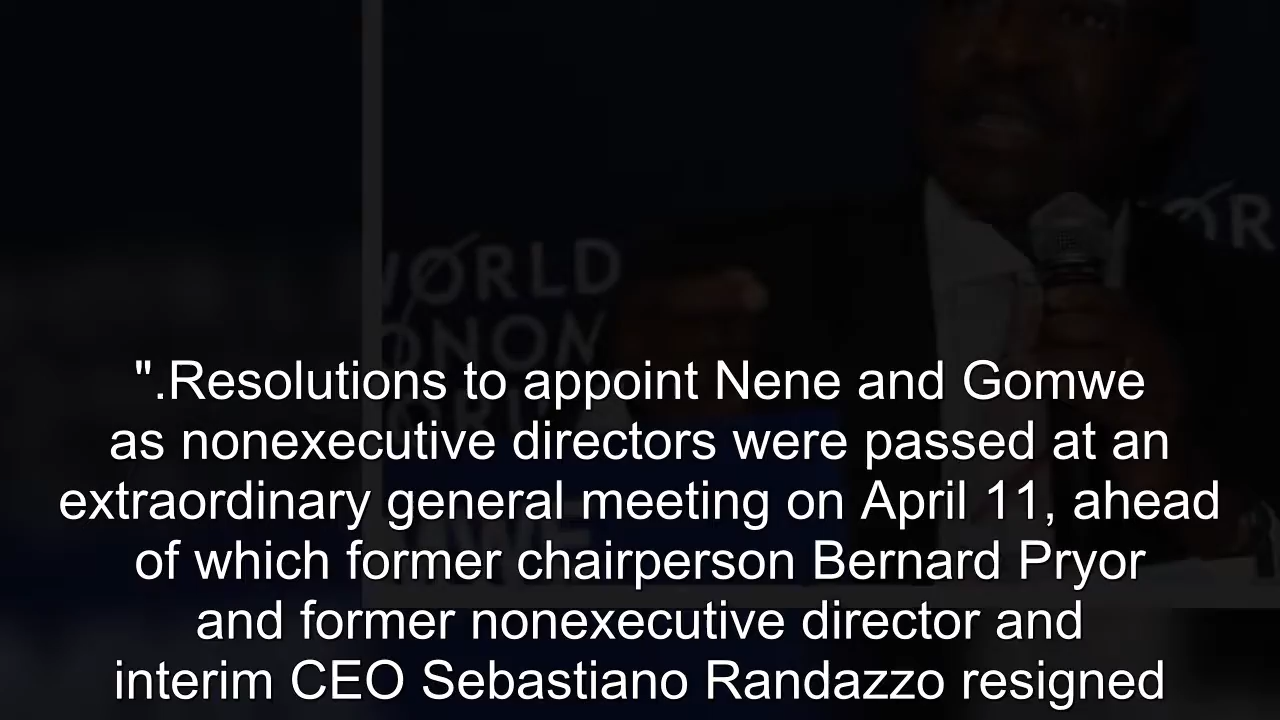 WORLD
".Resolutions to appoint Nene and Gomwe
as nonexecutive directors were passed at an
extraordinary general meeting on April 11, ahead
of which former chairperson Bernard Pryor
and former nonexecutive director and
interim CEO Sebastiano Randazzo resigned